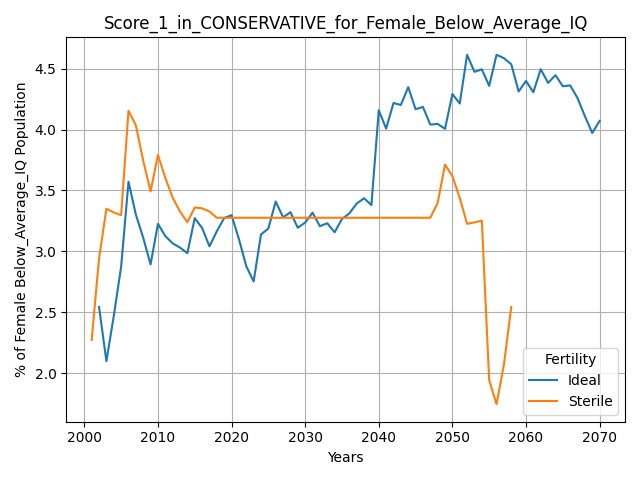 Score_1_in_CONSERVATIVE_for_Female_Below_Average_IQ
% of Female Below_Average_IQ Population
4.5
4.0
3.5
3.0
2.5
2.0
Fertility
Ideal
Sterile
2000 2010 2020 2030 2040 2050 2060 2070
Years